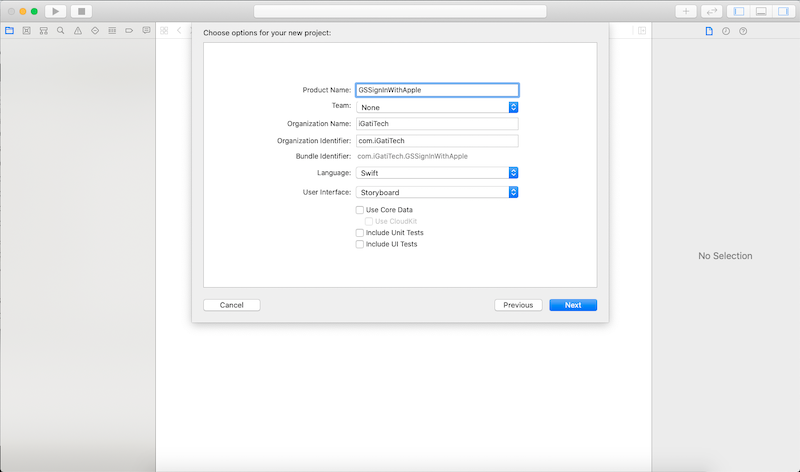 Choose options for your new project:
Product Name: GSSignInWithApple
Team: None
Organization Name: iGatiTech
Organization Identifier: com.iGatiTech
Bundle Identifier: com.iGatiTech.GSSignInWithApple
Language: Swift
User Interface: Storyboard
Use Core Data
Use CloudKit
Include Unit Tests
Include UI Tests
No Selection
Cancel Previous Next